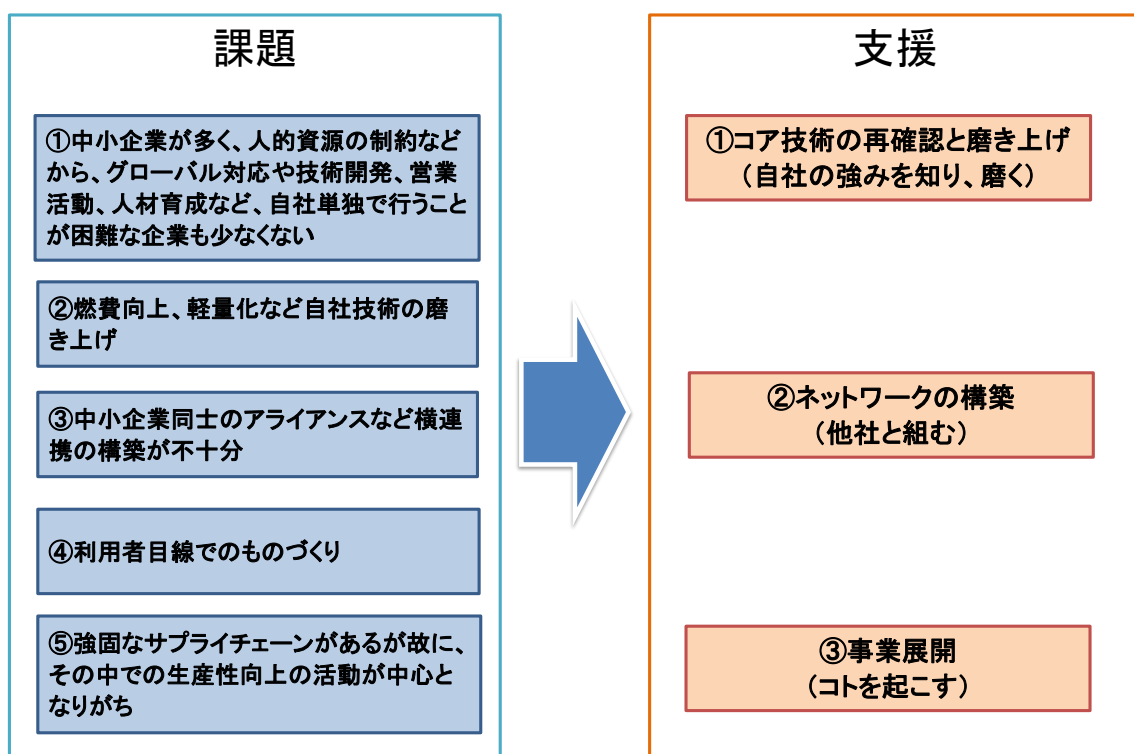 課題
①中小企業が多く、人的資源の制約など
から、グローバル対応や技術開発、営業
活動、人材育成など、自社単独で行うこと
が困難な企業も少なくない
②燃費向上、軽量化など自社技術の磨
き上げ
③中小企業同士のアライアンスなど横連
携の構築が不十分
④利用者目線でのものづくり
⑤強固なサプライチェーンがあるが故に、
その中での生産性向上の活動が中心と
なりがち
支援
①コア技術の再確認と磨き上げ
（自社の強みを知り、磨く）
②ネットワークの構築
（他社と組む）
③事業展開
（コトを起こす）